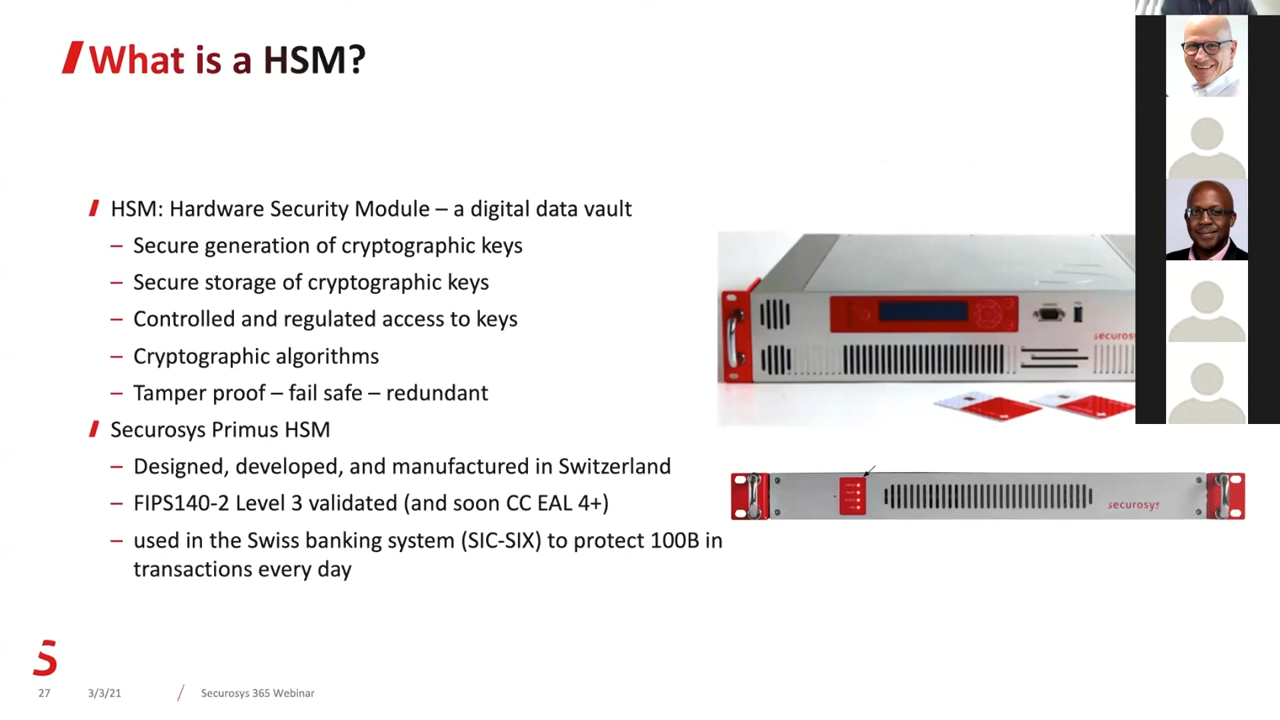 What is a HSM?
HSM: Hardware Security Module – a digital data vault
– Secure generation of cryptographic keys
– Secure storage of cryptographic keys
– Controlled and regulated access to keys
– Cryptographic algorithms
– Tamper proof – fail safe – redundant
Securosys Primus HSM
– Designed, developed, and manufactured in Switzerland
– FIPS140-2 Level 3 validated (and soon CC EAL 4+)
– used in the Swiss banking system (SIC-SIX) to protect 100B in
transactions every day
securosys
securosys
S
27 3/3/21 / Securosys 365 Webinar